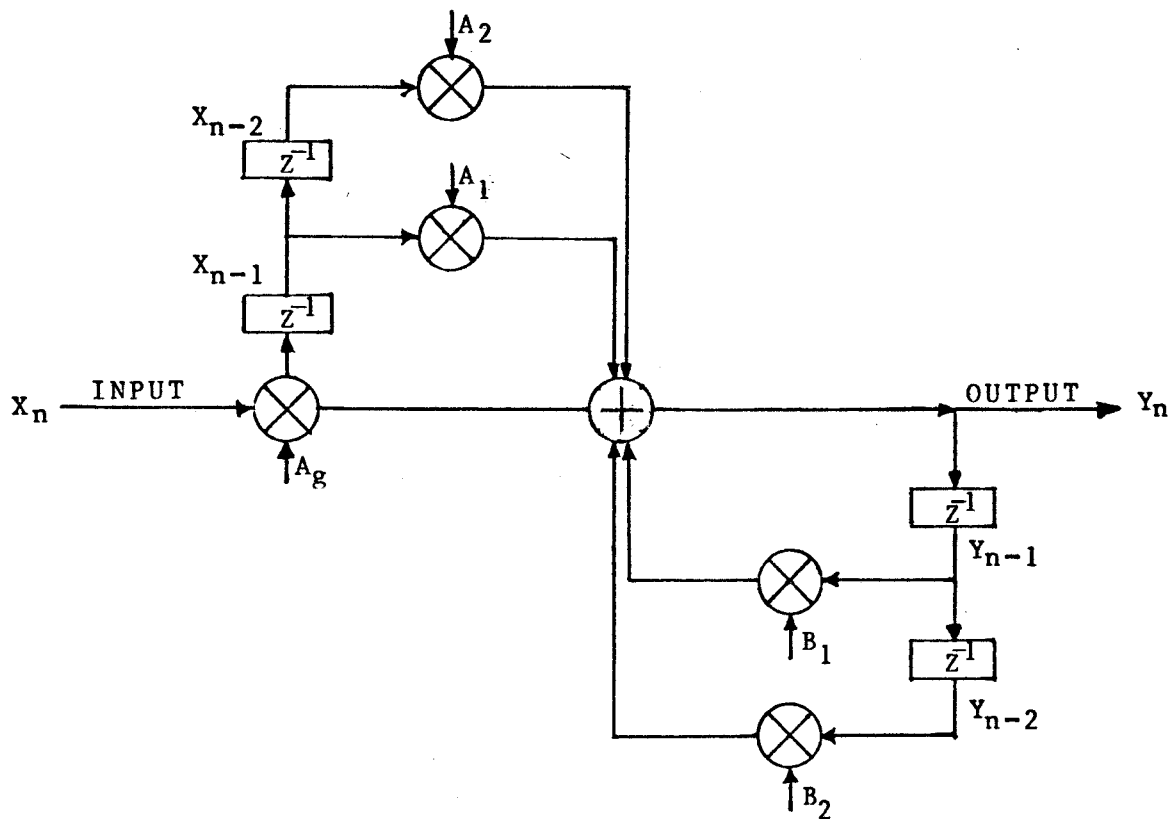 A₂
Xₙ₋₂
Z⁻¹
A₁
Xₙ₋₁
Z⁻¹
Xₙ INPUT OUTPUT Yₙ
A_g
Z⁻¹
Yₙ₋₁
B₁
Z⁻¹
Yₙ₋₂
B₂